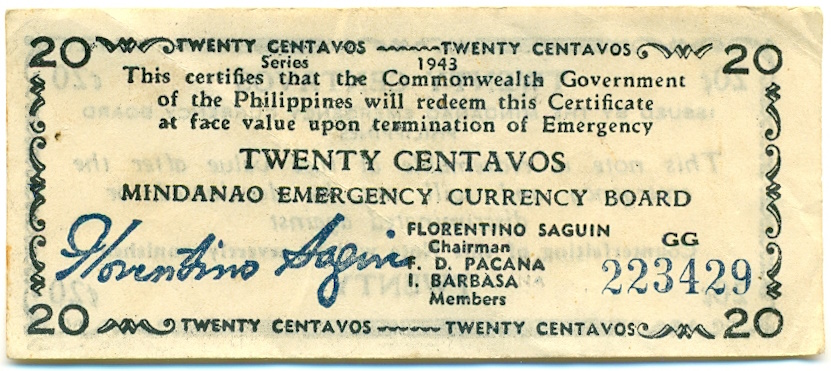 20 TWENTY CENTAVOS TWENTY CENTAVOS 20
Series 1943
This certifies that the Commonwealth Government
of the Philippines will redeem this Certificate
at face value upon termination of Emergency
TWENTY CENTAVOS
MINDANAO EMERGENCY CURRENCY BOARD
Florentino Saguin
FLORENTINO SAGUIN
Chairman
F. D. PACANA
I. BARBASA
Members
GG
223429
20 TWENTY CENTAVOS TWENTY CENTAVOS 20